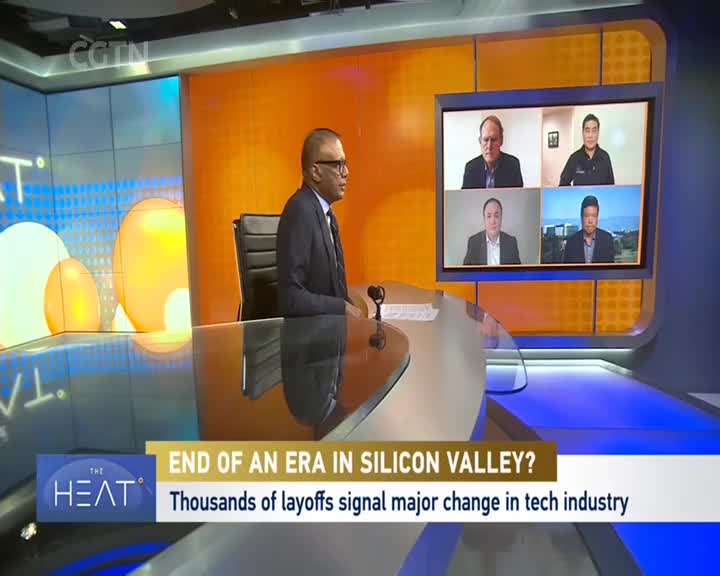 CGTN
END OF AN ERA IN SILICON VALLEY?
THE
HEAT
Thousands of layoffs signal major change in tech industry